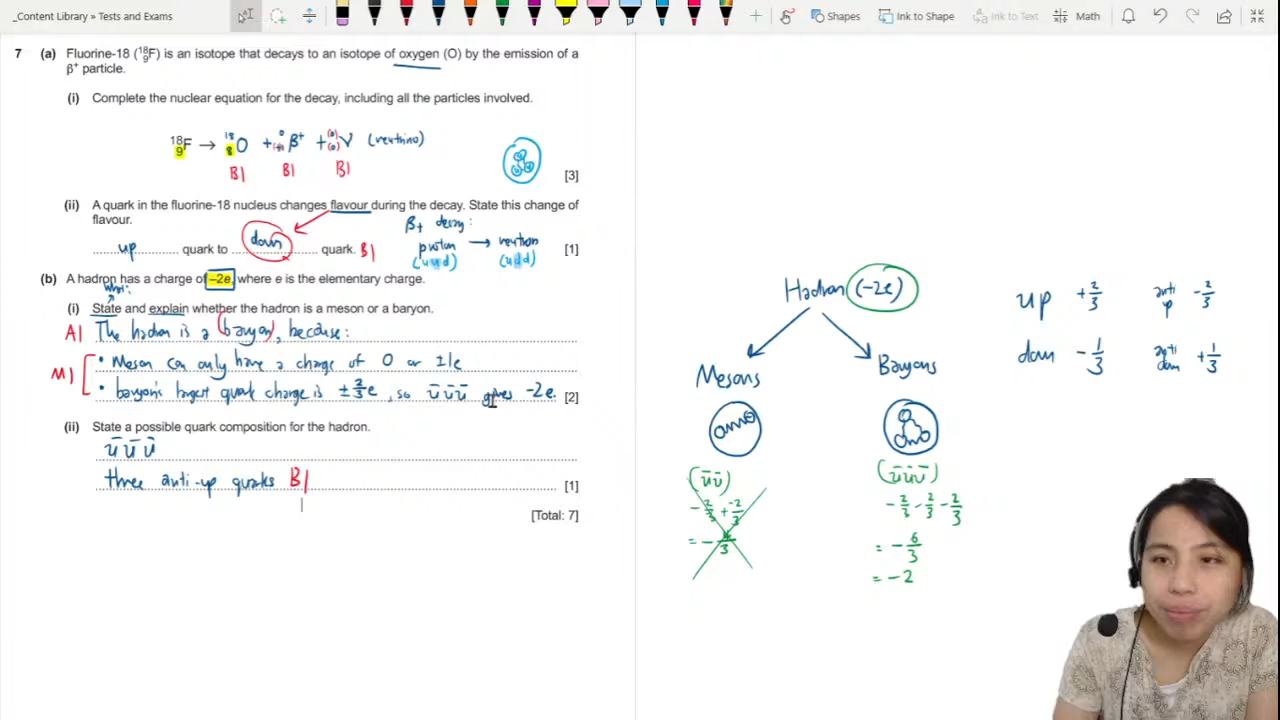 _Content Library » Tests and Exams
Shapes
Ink to Shape
Ink to Text
Math
7 (a) Fluorine-18 (¹⁸₉F) is an isotope that decays to an isotope of oxygen (O) by the emission of a
β⁺ particle.
(i) Complete the nuclear equation for the decay, including all the particles involved.
¹⁸₉F → ¹⁸₈O + ⁰₍₊₁₎β⁺ + ⁽⁰⁾₍₀₎ν (neutrino)
B1 B1 B1
[3]
(ii) A quark in the fluorine-18 nucleus changes flavour during the decay. State this change of
flavour.
β+ decay:
up quark to down quark. B1 [1]
proton → neutron
(uud) (udd)
(b) A hadron has a charge of –2e, where e is the elementary charge.
(i) State and explain whether the hadron is a meson or a baryon.
A1 The hadron is a (baryon), because:
M1 • Meson can only have a charge of 0 or ±1e
• baryon's largest quark charge is ± 2/3 e, so ūūū gives -2e. [2]
(ii) State a possible quark composition for the hadron.
ū ū ū
three anti-up quarks B1 [1]
[Total: 7]
Hadron (-2e)
Mesons
Baryons
(ūū)
- 2/3 + -2/3
= - 4/3
(ūūū)
- 2/3 - 2/3 - 2/3
= - 6/3
= -2
up + 2/3 anti up - 2/3
down - 1/3 anti down + 1/3